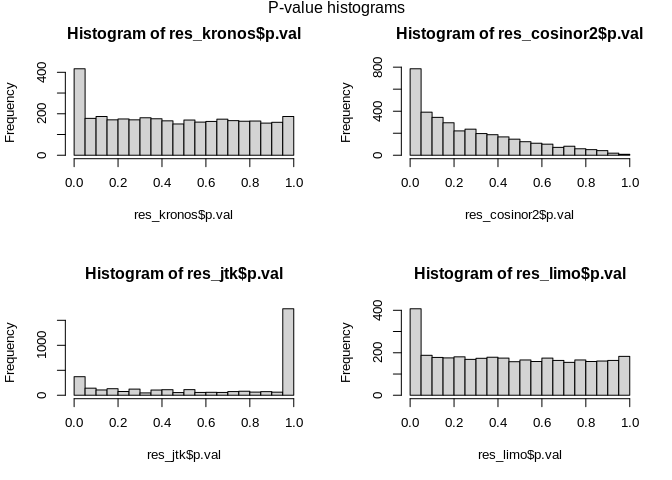 P-value histograms
Histogram of res_kronos$p.val
Frequency
0 200 400
0.0 0.2 0.4 0.6 0.8 1.0
res_kronos$p.val
Histogram of res_cosinor2$p.val
Frequency
0 400 800
0.0 0.2 0.4 0.6 0.8 1.0
res_cosinor2$p.val
Histogram of res_jtk$p.val
Frequency
0 1000
0.0 0.2 0.4 0.6 0.8 1.0
res_jtk$p.val
Histogram of res_limo$p.val
Frequency
0 200 400
0.0 0.2 0.4 0.6 0.8 1.0
res_limo$p.val